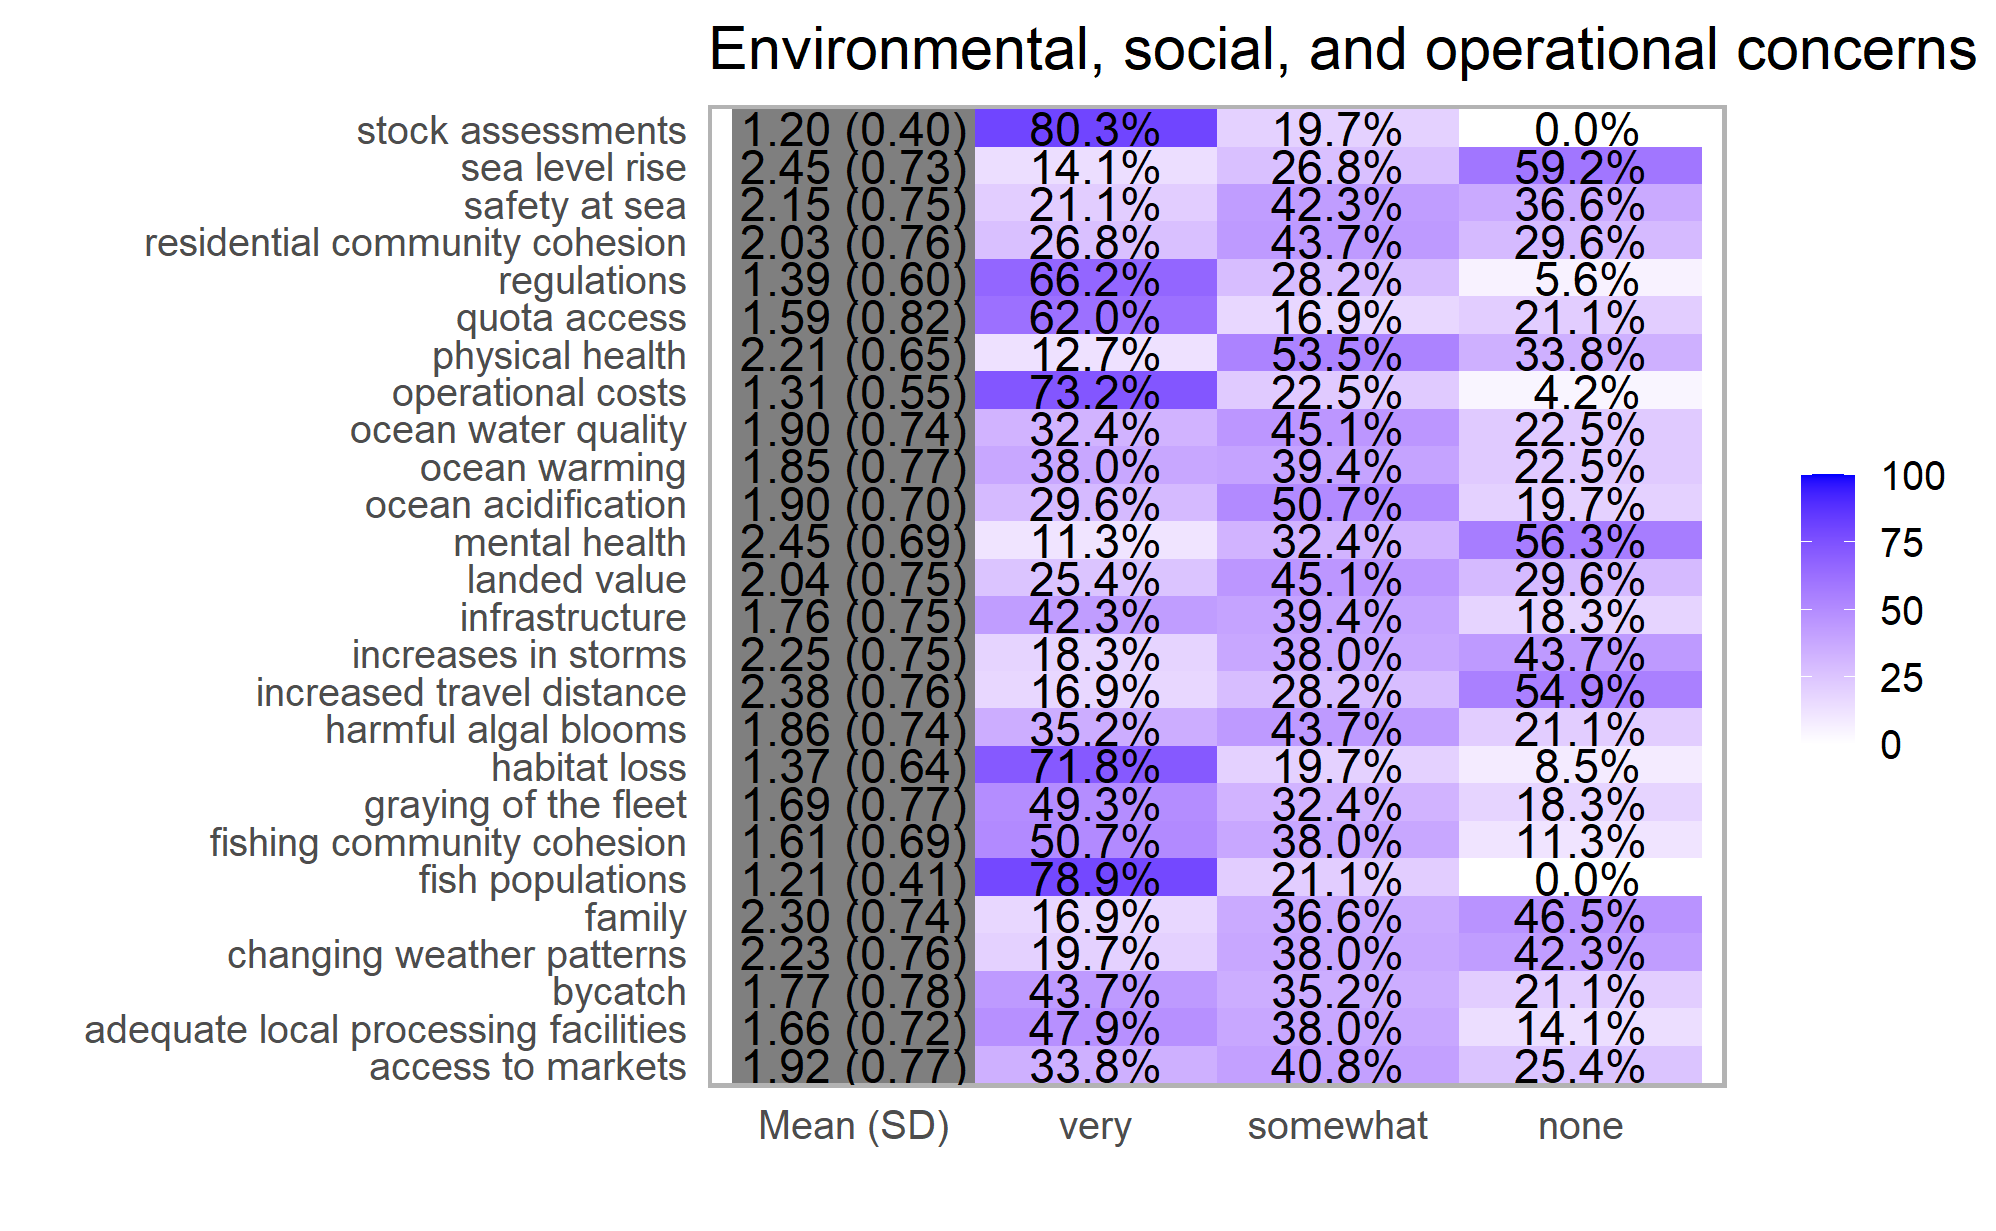 Environmental, social, and operational concerns
stock assessments 1.20 (0.40) 80.3% 19.7% 0.0%
sea level rise 2.45 (0.73) 14.1% 26.8% 59.2%
safety at sea 2.15 (0.75) 21.1% 42.3% 36.6%
residential community cohesion 2.03 (0.76) 26.8% 43.7% 29.6%
regulations 1.39 (0.60) 66.2% 28.2% 5.6%
quota access 1.59 (0.82) 62.0% 16.9% 21.1%
physical health 2.21 (0.65) 12.7% 53.5% 33.8%
operational costs 1.31 (0.55) 73.2% 22.5% 4.2%
ocean water quality 1.90 (0.74) 32.4% 45.1% 22.5%
ocean warming 1.85 (0.77) 38.0% 39.4% 22.5%
ocean acidification 1.90 (0.70) 29.6% 50.7% 19.7%
mental health 2.45 (0.69) 11.3% 32.4% 56.3%
landed value 2.04 (0.75) 25.4% 45.1% 29.6%
infrastructure 1.76 (0.75) 42.3% 39.4% 18.3%
increases in storms 2.25 (0.75) 18.3% 38.0% 43.7%
increased travel distance 2.38 (0.76) 16.9% 28.2% 54.9%
harmful algal blooms 1.86 (0.74) 35.2% 43.7% 21.1%
habitat loss 1.37 (0.64) 71.8% 19.7% 8.5%
graying of the fleet 1.69 (0.77) 49.3% 32.4% 18.3%
fishing community cohesion 1.61 (0.69) 50.7% 38.0% 11.3%
fish populations 1.21 (0.41) 78.9% 21.1% 0.0%
family 2.30 (0.74) 16.9% 36.6% 46.5%
changing weather patterns 2.23 (0.76) 19.7% 38.0% 42.3%
bycatch 1.77 (0.78) 43.7% 35.2% 21.1%
adequate local processing facilities 1.66 (0.72) 47.9% 38.0% 14.1%
access to markets 1.92 (0.77) 33.8% 40.8% 25.4%
Mean (SD) very somewhat none
100
75
50
25
0